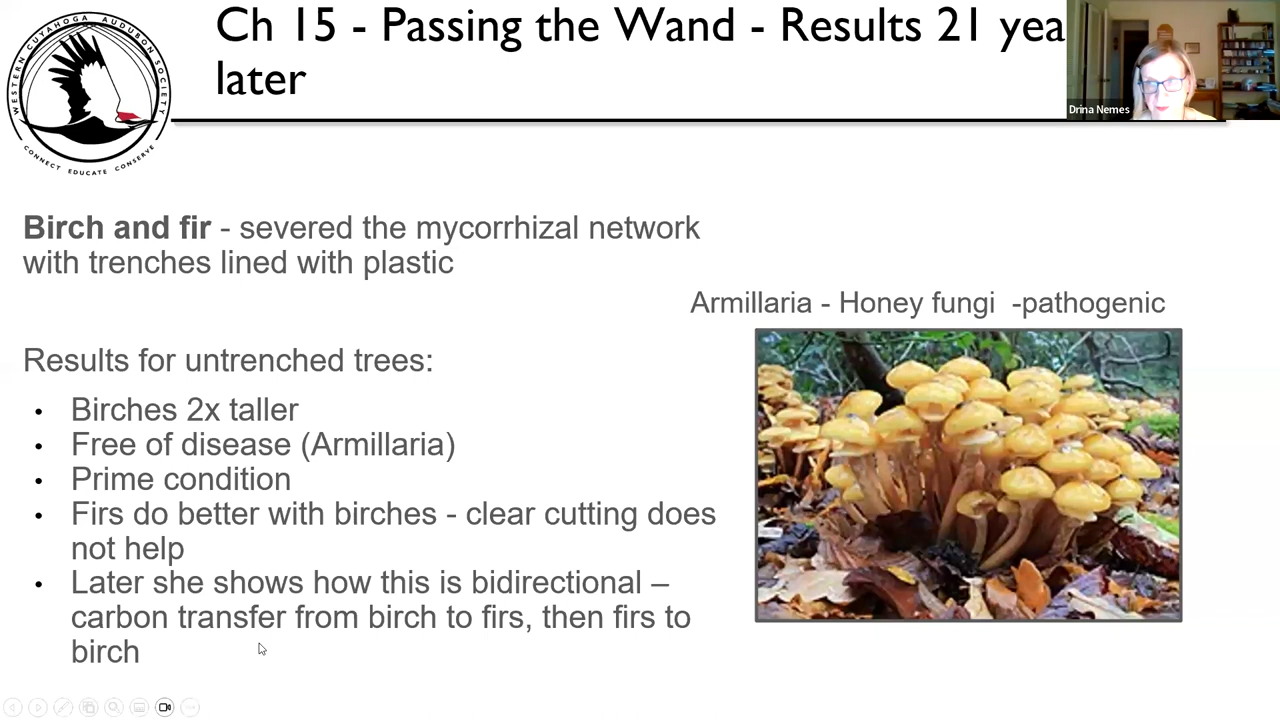 WESTERN CUYAHOGA AUDUBON SOCIETY
CONNECT EDUCATE CONSERVE
Ch 15 - Passing the Wand - Results 21 yea
later
Drina Nemes
Birch and fir - severed the mycorrhizal network
with trenches lined with plastic
Armillaria - Honey fungi -pathogenic
Results for untrenched trees:
• Birches 2x taller
• Free of disease (Armillaria)
• Prime condition
• Firs do better with birches - clear cutting does
not help
• Later she shows how this is bidirectional –
carbon transfer from birch to firs, then firs to
birch